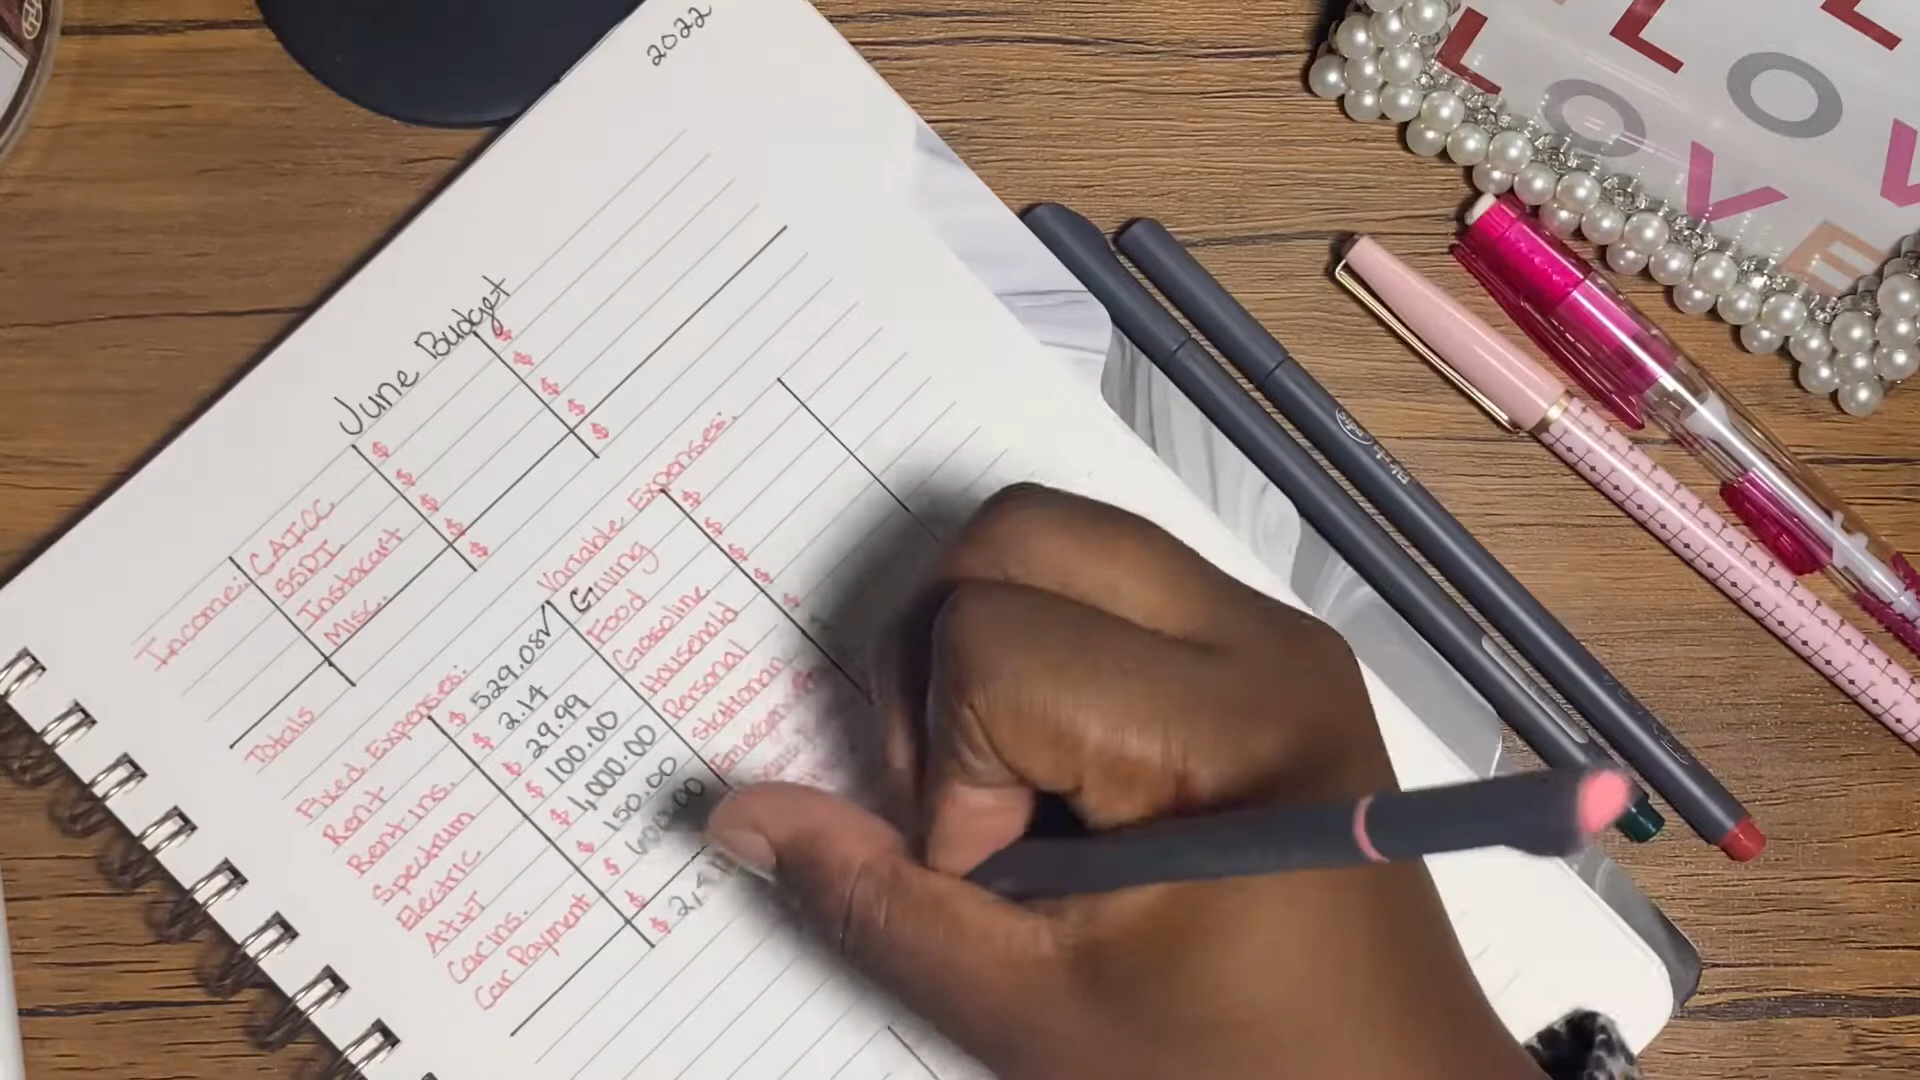 2022
June Budget
Income: CAICC $ $
SSDI $ $
Instacart $ $
Misc. $ $
Totals $ $
Fixed Expenses: Variable Expenses:
Rent $ 529.08✓ Giving $
Rent ins. $ 2.14 Food $
Spectrum $ 29.99 Gasoline $
Electric $ 100.00 Household $
AT&T $ 1,000.00 Personal $
Car ins. $ 150.00
Car Payment $
$
$
L L
LOV
LOVE